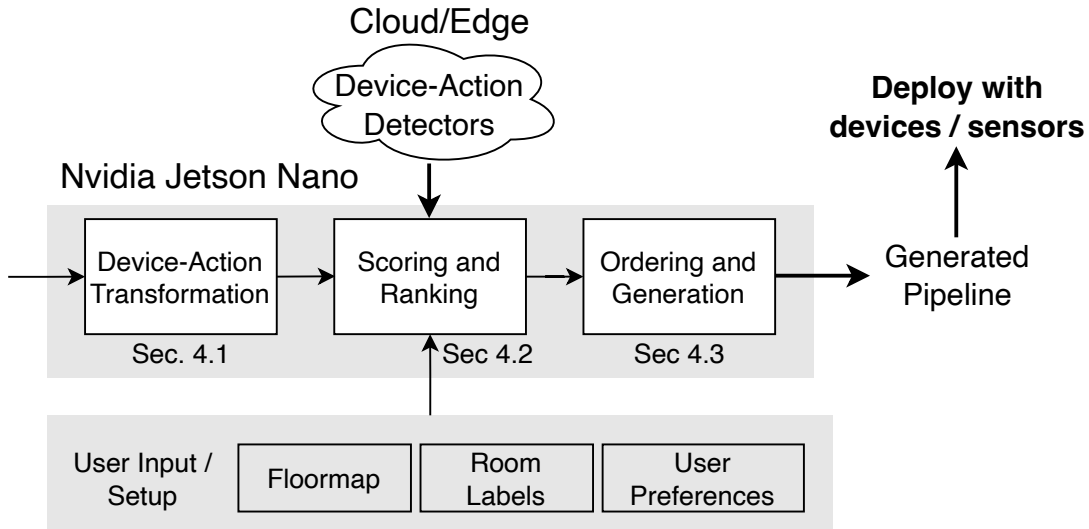 Cloud/Edge
Device-Action
Detectors
Deploy with
devices / sensors
Nvidia Jetson Nano
Device-Action
Transformation
Scoring and
Ranking
Ordering and
Generation
Generated
Pipeline
Sec. 4.1
Sec 4.2
Sec 4.3
User Input /
Setup
Floormap
Room
Labels
User
Preferences